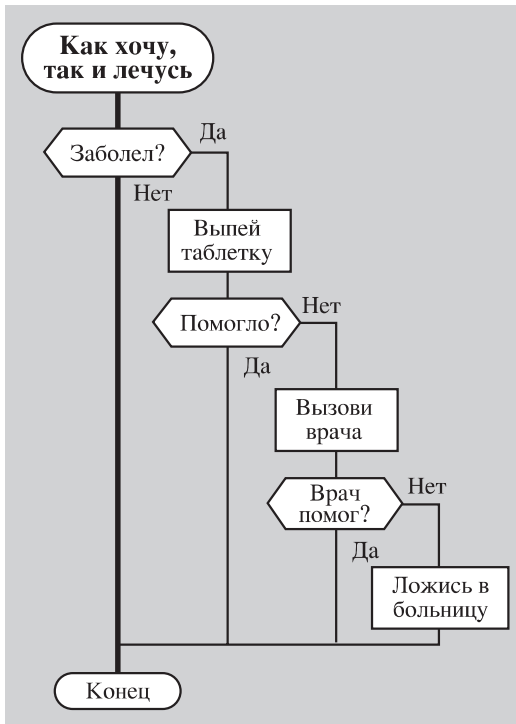 Как хочу,
так и лечусь
Да
Заболел?
Нет
Выпей
таблетку
Нет
Помогло?
Да
Вызови
врача
Нет
Врач
помог?
Да
Ложись в
больницу
Конец